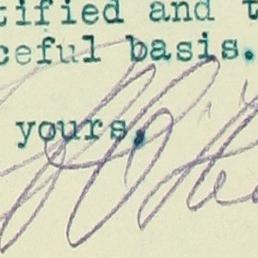 tified and t
ceful basis.
yours,